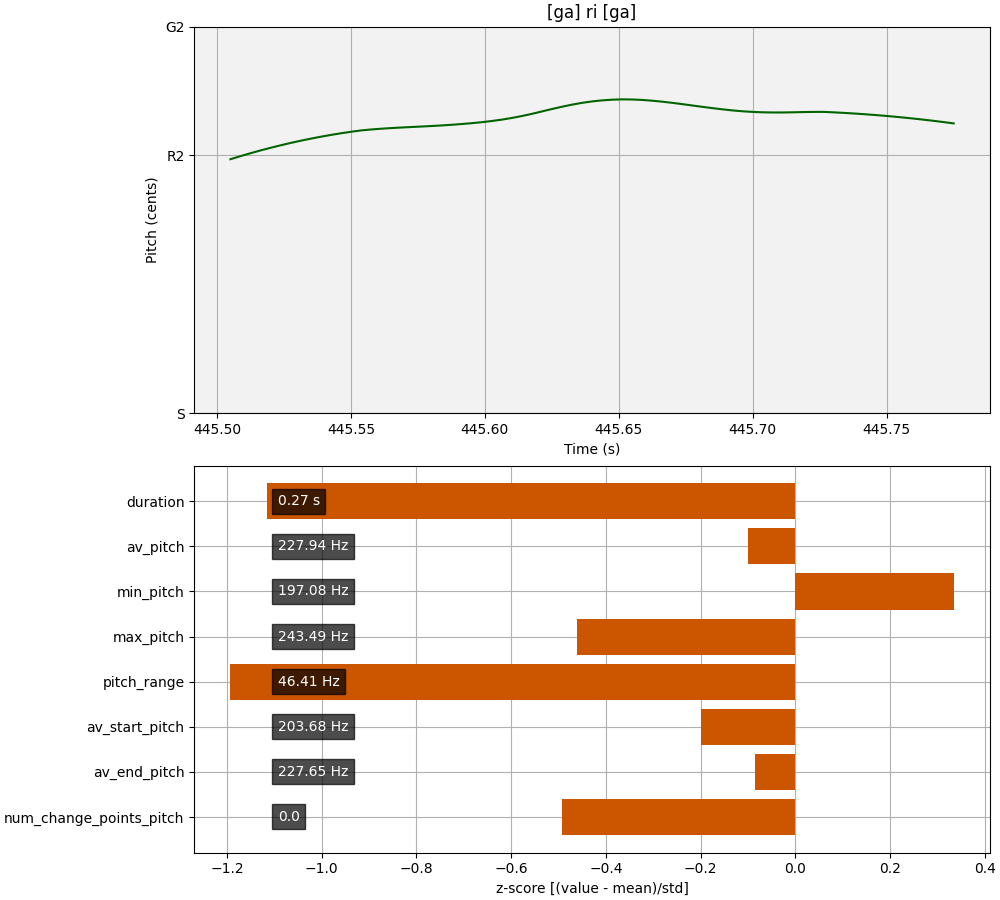 [ga] ri [ga]
G2
R2
S
Pitch (cents)
445.50 445.55 445.60 445.65 445.70 445.75
Time (s)
duration 0.27 s
av_pitch 227.94 Hz
min_pitch 197.08 Hz
max_pitch 243.49 Hz
pitch_range 46.41 Hz
av_start_pitch 203.68 Hz
av_end_pitch 227.65 Hz
num_change_points_pitch 0.0
−1.2 −1.0 −0.8 −0.6 −0.4 −0.2 0.0 0.2 0.4
z-score [(value - mean)/std]